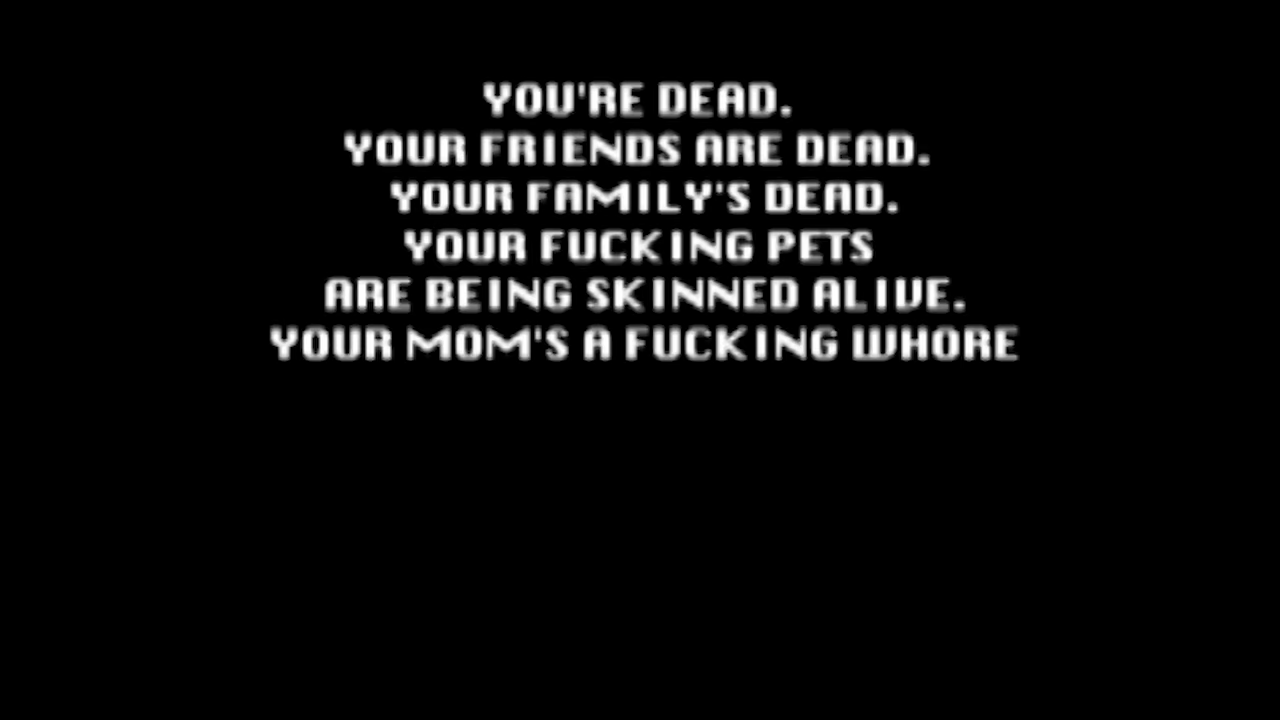 YOU'RE DEAD.
YOUR FRIENDS ARE DEAD.
YOUR FAMILY'S DEAD.
YOUR FUCKING PETS
ARE BEING SKINNED ALIVE.
YOUR MOM'S A FUCKING WHORE